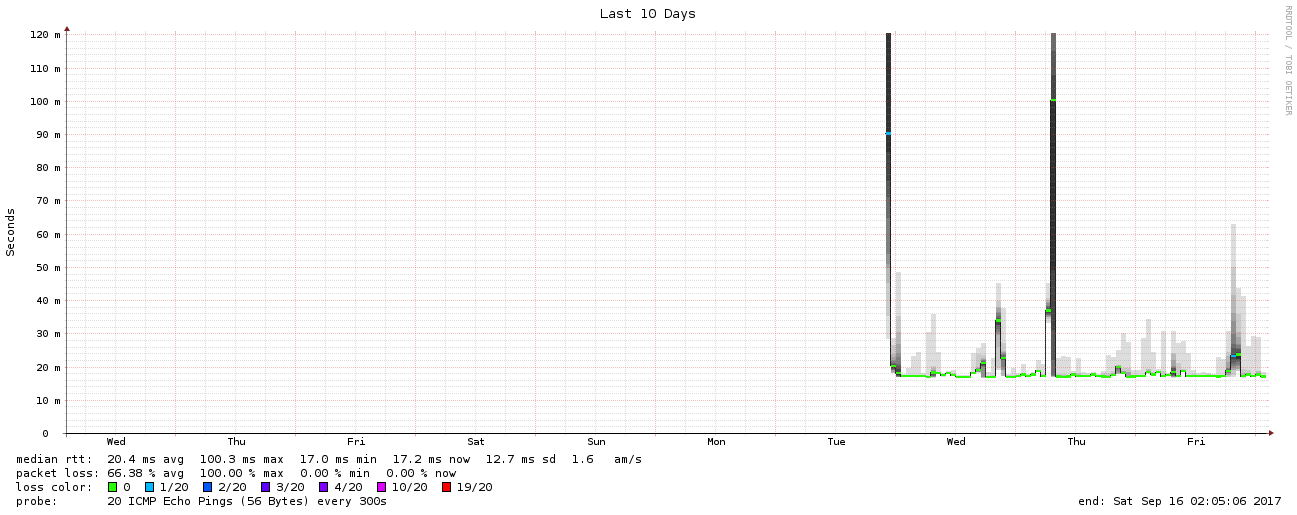 Last 10 Days
RRDTOOL / TOBI OETIKER
Seconds
120 m
110 m
100 m
90 m
80 m
70 m
60 m
50 m
40 m
30 m
20 m
10 m
0
Wed Thu Fri Sat Sun Mon Tue Wed Thu Fri
median rtt: 20.4 ms avg 100.3 ms max 17.0 ms min 17.2 ms now 12.7 ms sd 1.6 am/s
packet loss: 66.38 % avg 100.00 % max 0.00 % min 0.00 % now
loss color: 0 1/20 2/20 3/20 4/20 10/20 19/20
probe: 20 ICMP Echo Pings (56 Bytes) every 300s end: Sat Sep 16 02:05:06 2017